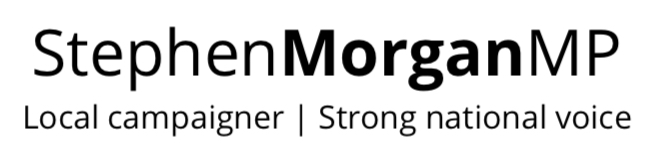 StephenMorganMP
Local campaigner | Strong national voice